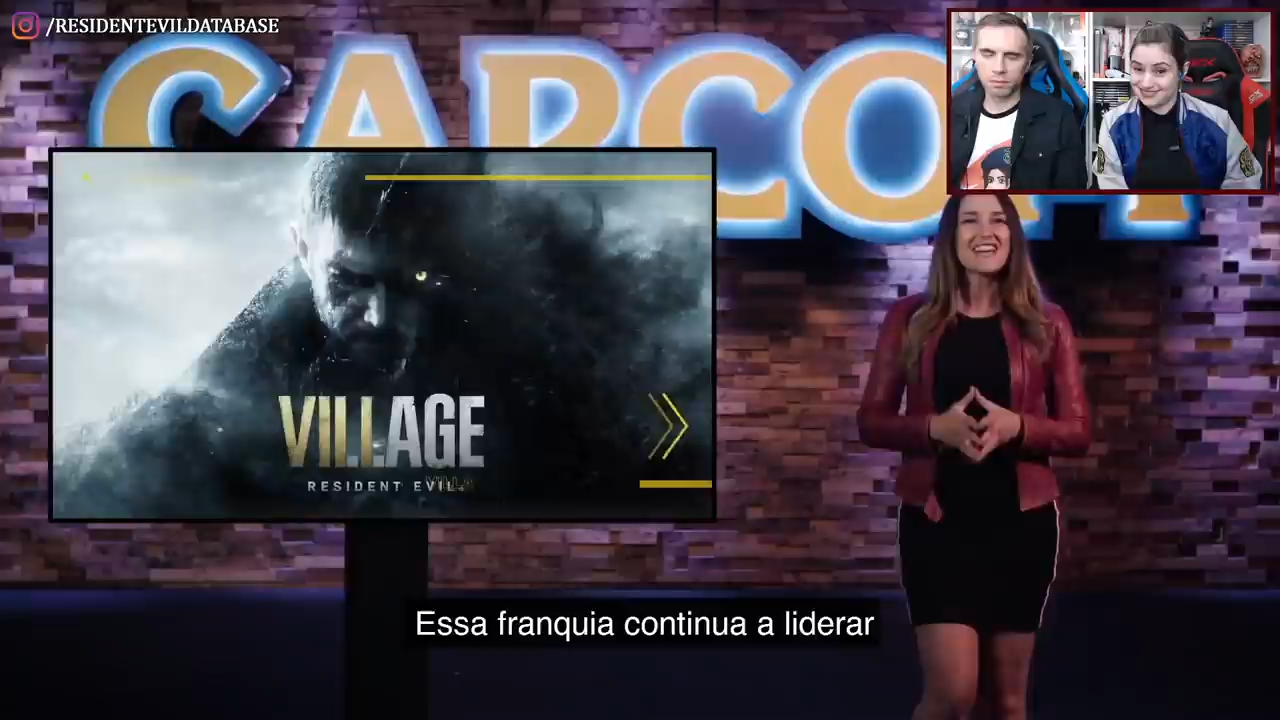 /RESIDENTEVILDATABASE
CAPCOM
VILLAGE
RESIDENT EVIL
Essa franquia continua a liderar